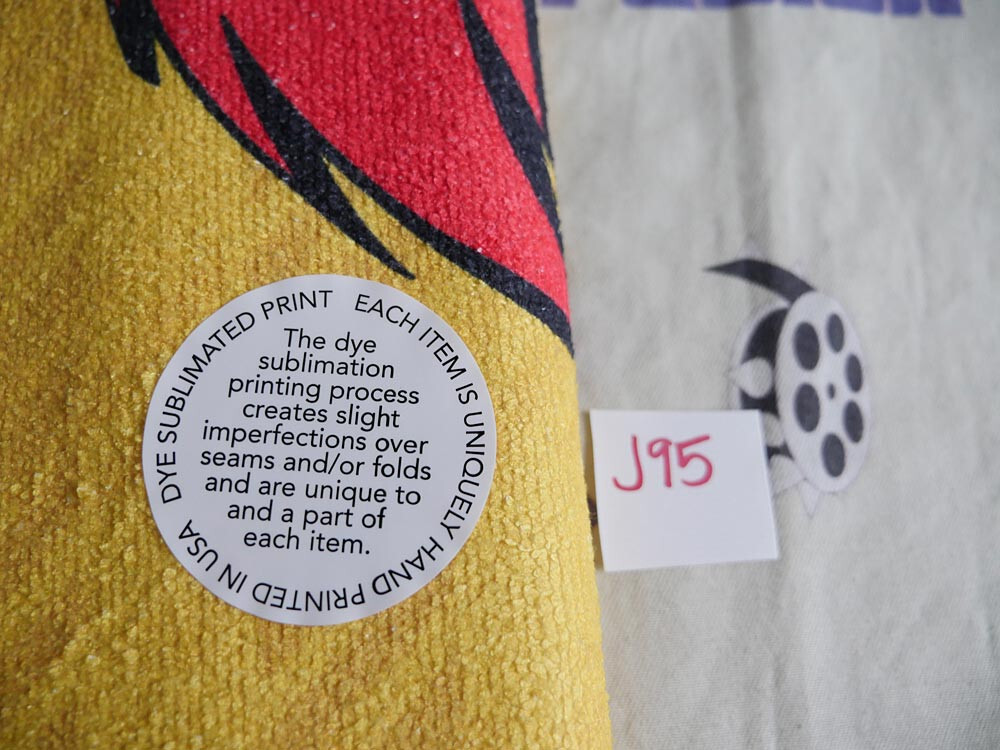 DYE SUBLIMATED PRINT EACH ITEM IS UNIQUELY HAND PRINTED IN USA
The dye
sublimation
printing process
creates slight
imperfections over
seams and/or folds
and are unique to
and a part of
each item.
J95